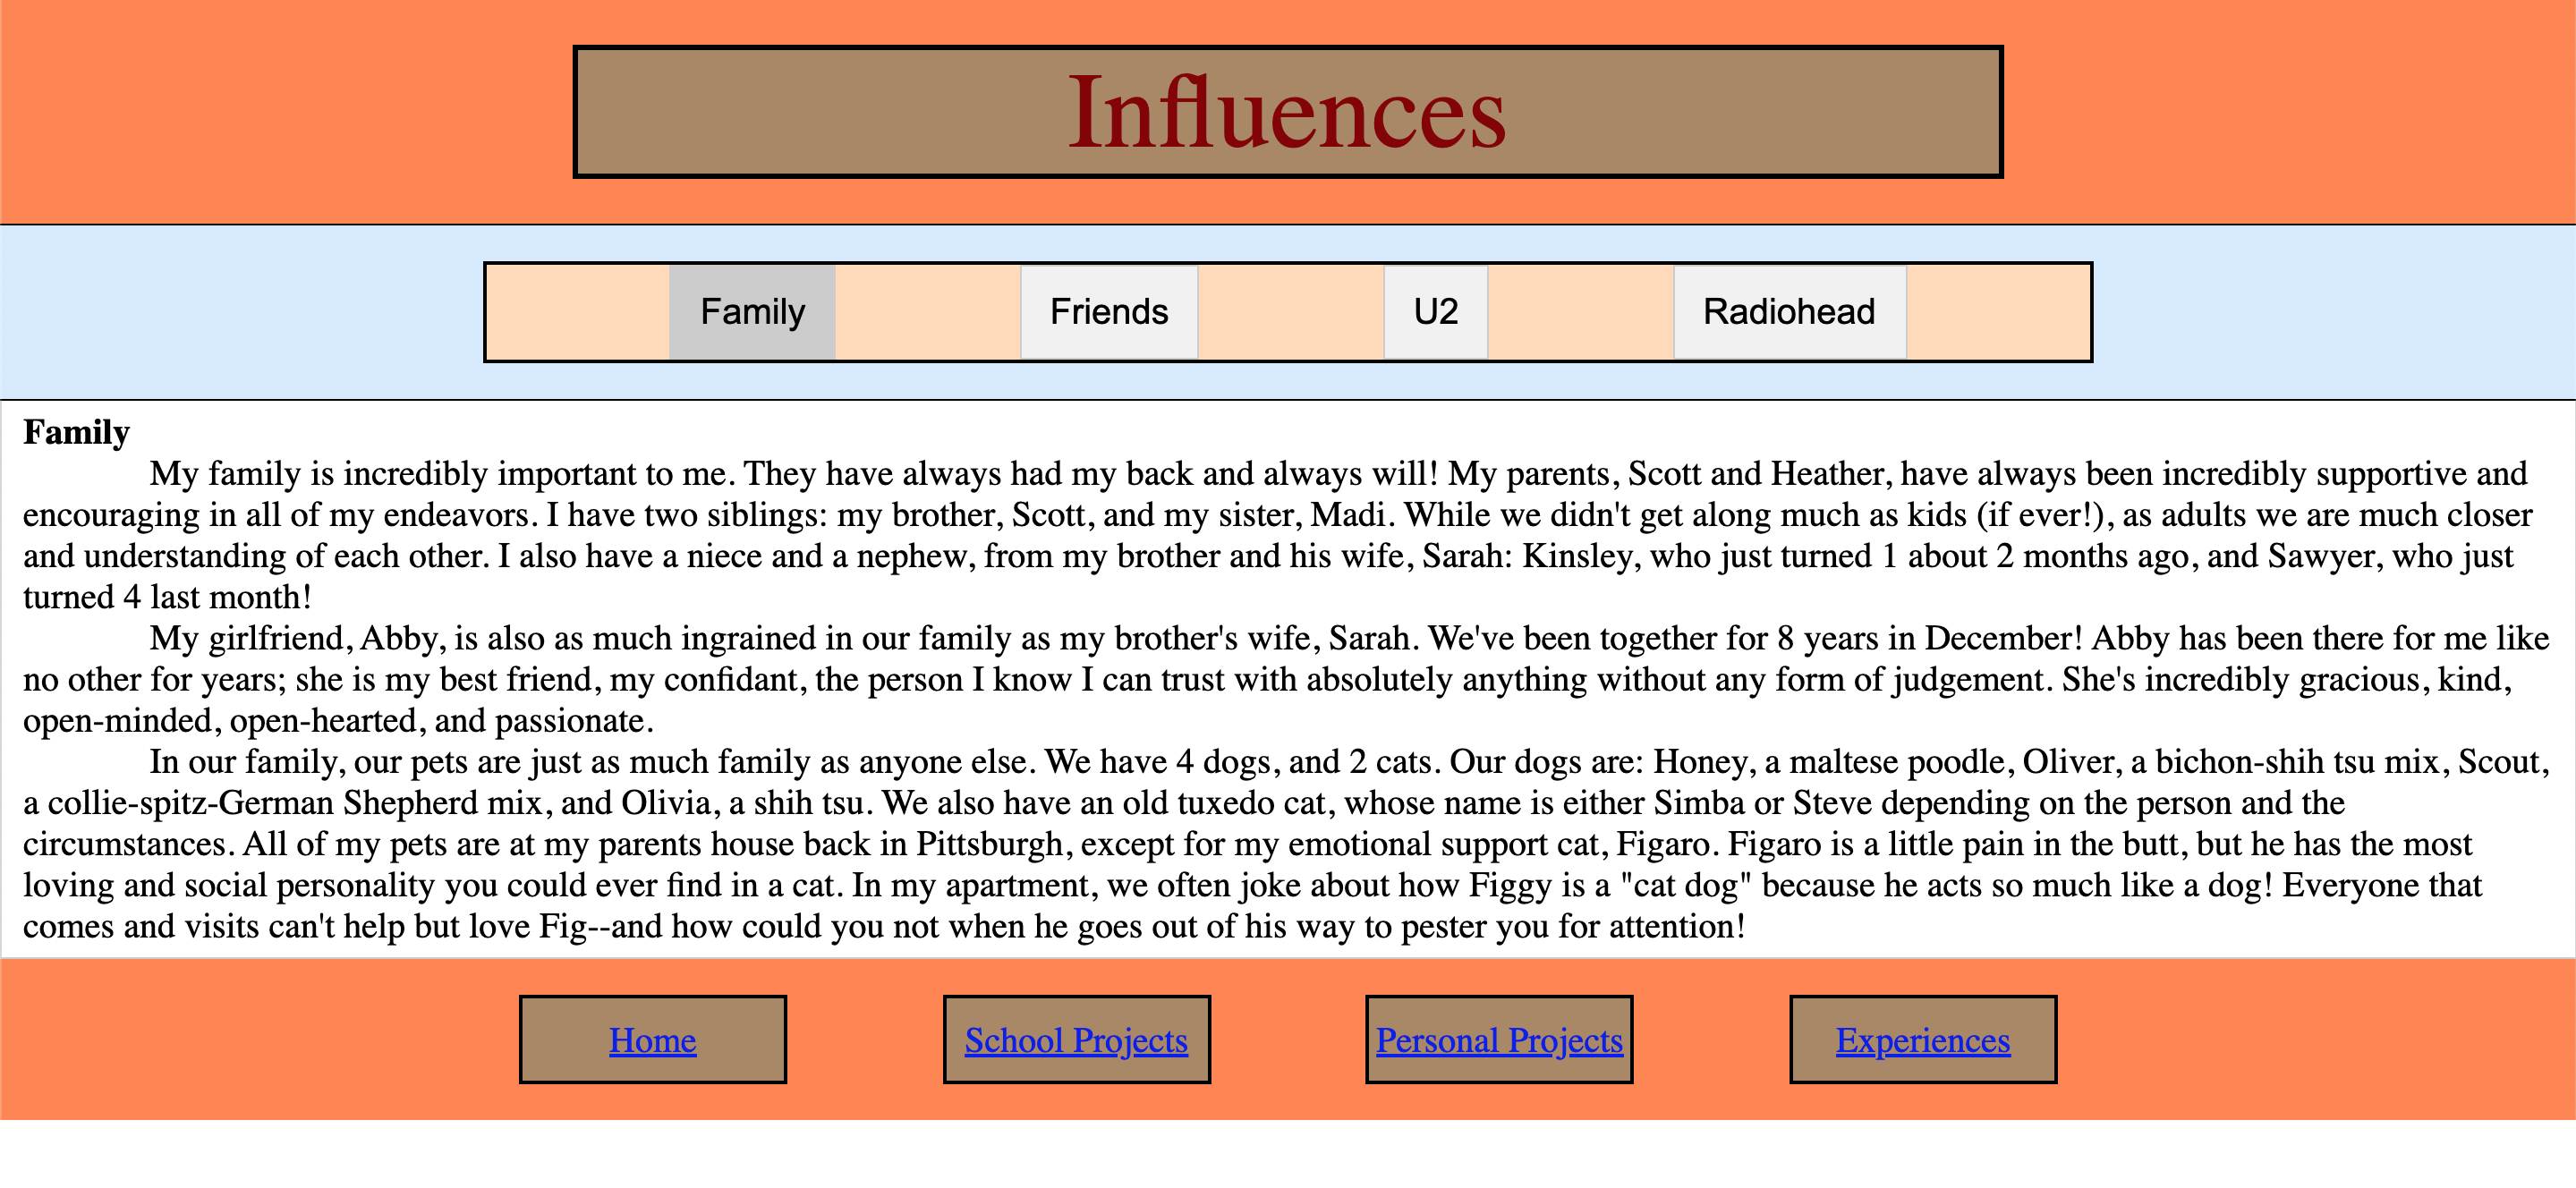 Influences
Family
Friends
U2
Radiohead
Family
My family is incredibly important to me. They have always had my back and always will! My parents, Scott and Heather, have always been incredibly supportive and
encouraging in all of my endeavors. I have two siblings: my brother, Scott, and my sister, Madi. While we didn't get along much as kids (if ever!), as adults we are much closer
and understanding of each other. I also have a niece and a nephew, from my brother and his wife, Sarah: Kinsley, who just turned 1 about 2 months ago, and Sawyer, who just
turned 4 last month!
My girlfriend, Abby, is also as much ingrained in our family as my brother's wife, Sarah. We've been together for 8 years in December! Abby has been there for me like
no other for years; she is my best friend, my confidant, the person I know I can trust with absolutely anything without any form of judgement. She's incredibly gracious, kind,
open-minded, open-hearted, and passionate.
In our family, our pets are just as much family as anyone else. We have 4 dogs, and 2 cats. Our dogs are: Honey, a maltese poodle, Oliver, a bichon-shih tsu mix, Scout,
a collie-spitz-German Shepherd mix, and Olivia, a shih tsu. We also have an old tuxedo cat, whose name is either Simba or Steve depending on the person and the
circumstances. All of my pets are at my parents house back in Pittsburgh, except for my emotional support cat, Figaro. Figaro is a little pain in the butt, but he has the most
loving and social personality you could ever find in a cat. In my apartment, we often joke about how Figgy is a "cat dog" because he acts so much like a dog! Everyone that
comes and visits can't help but love Fig--and how could you not when he goes out of his way to pester you for attention!
Home
School Projects
Personal Projects
Experiences